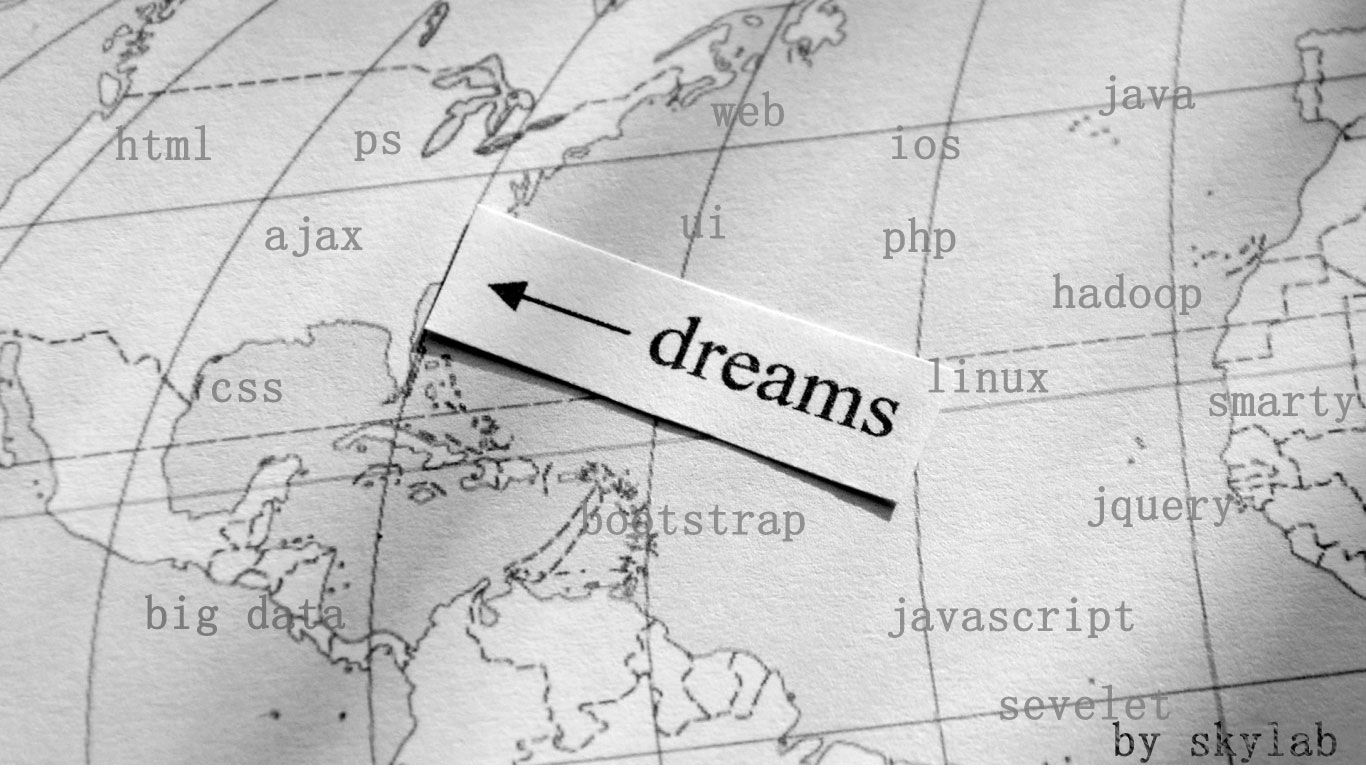 java
web
html
ps
ios
ajax
ui
php
hadoop
dreams
linux
css
smarty
jquery
bootstrap
big data
javascript
sevelet
by skylab